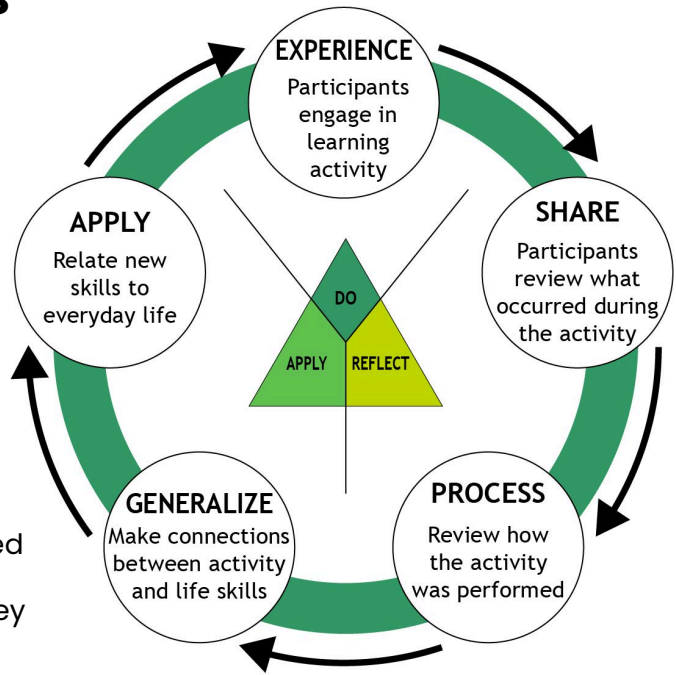 EXPERIENCE
Participants
engage in
learning
activity
SHARE
Participants
review what
occurred during
the activity
PROCESS
Review how
the activity
was performed
GENERALIZE
Make connections
between activity
and life skills
APPLY
Relate new
skills to
everyday life
DO
APPLY
REFLECT